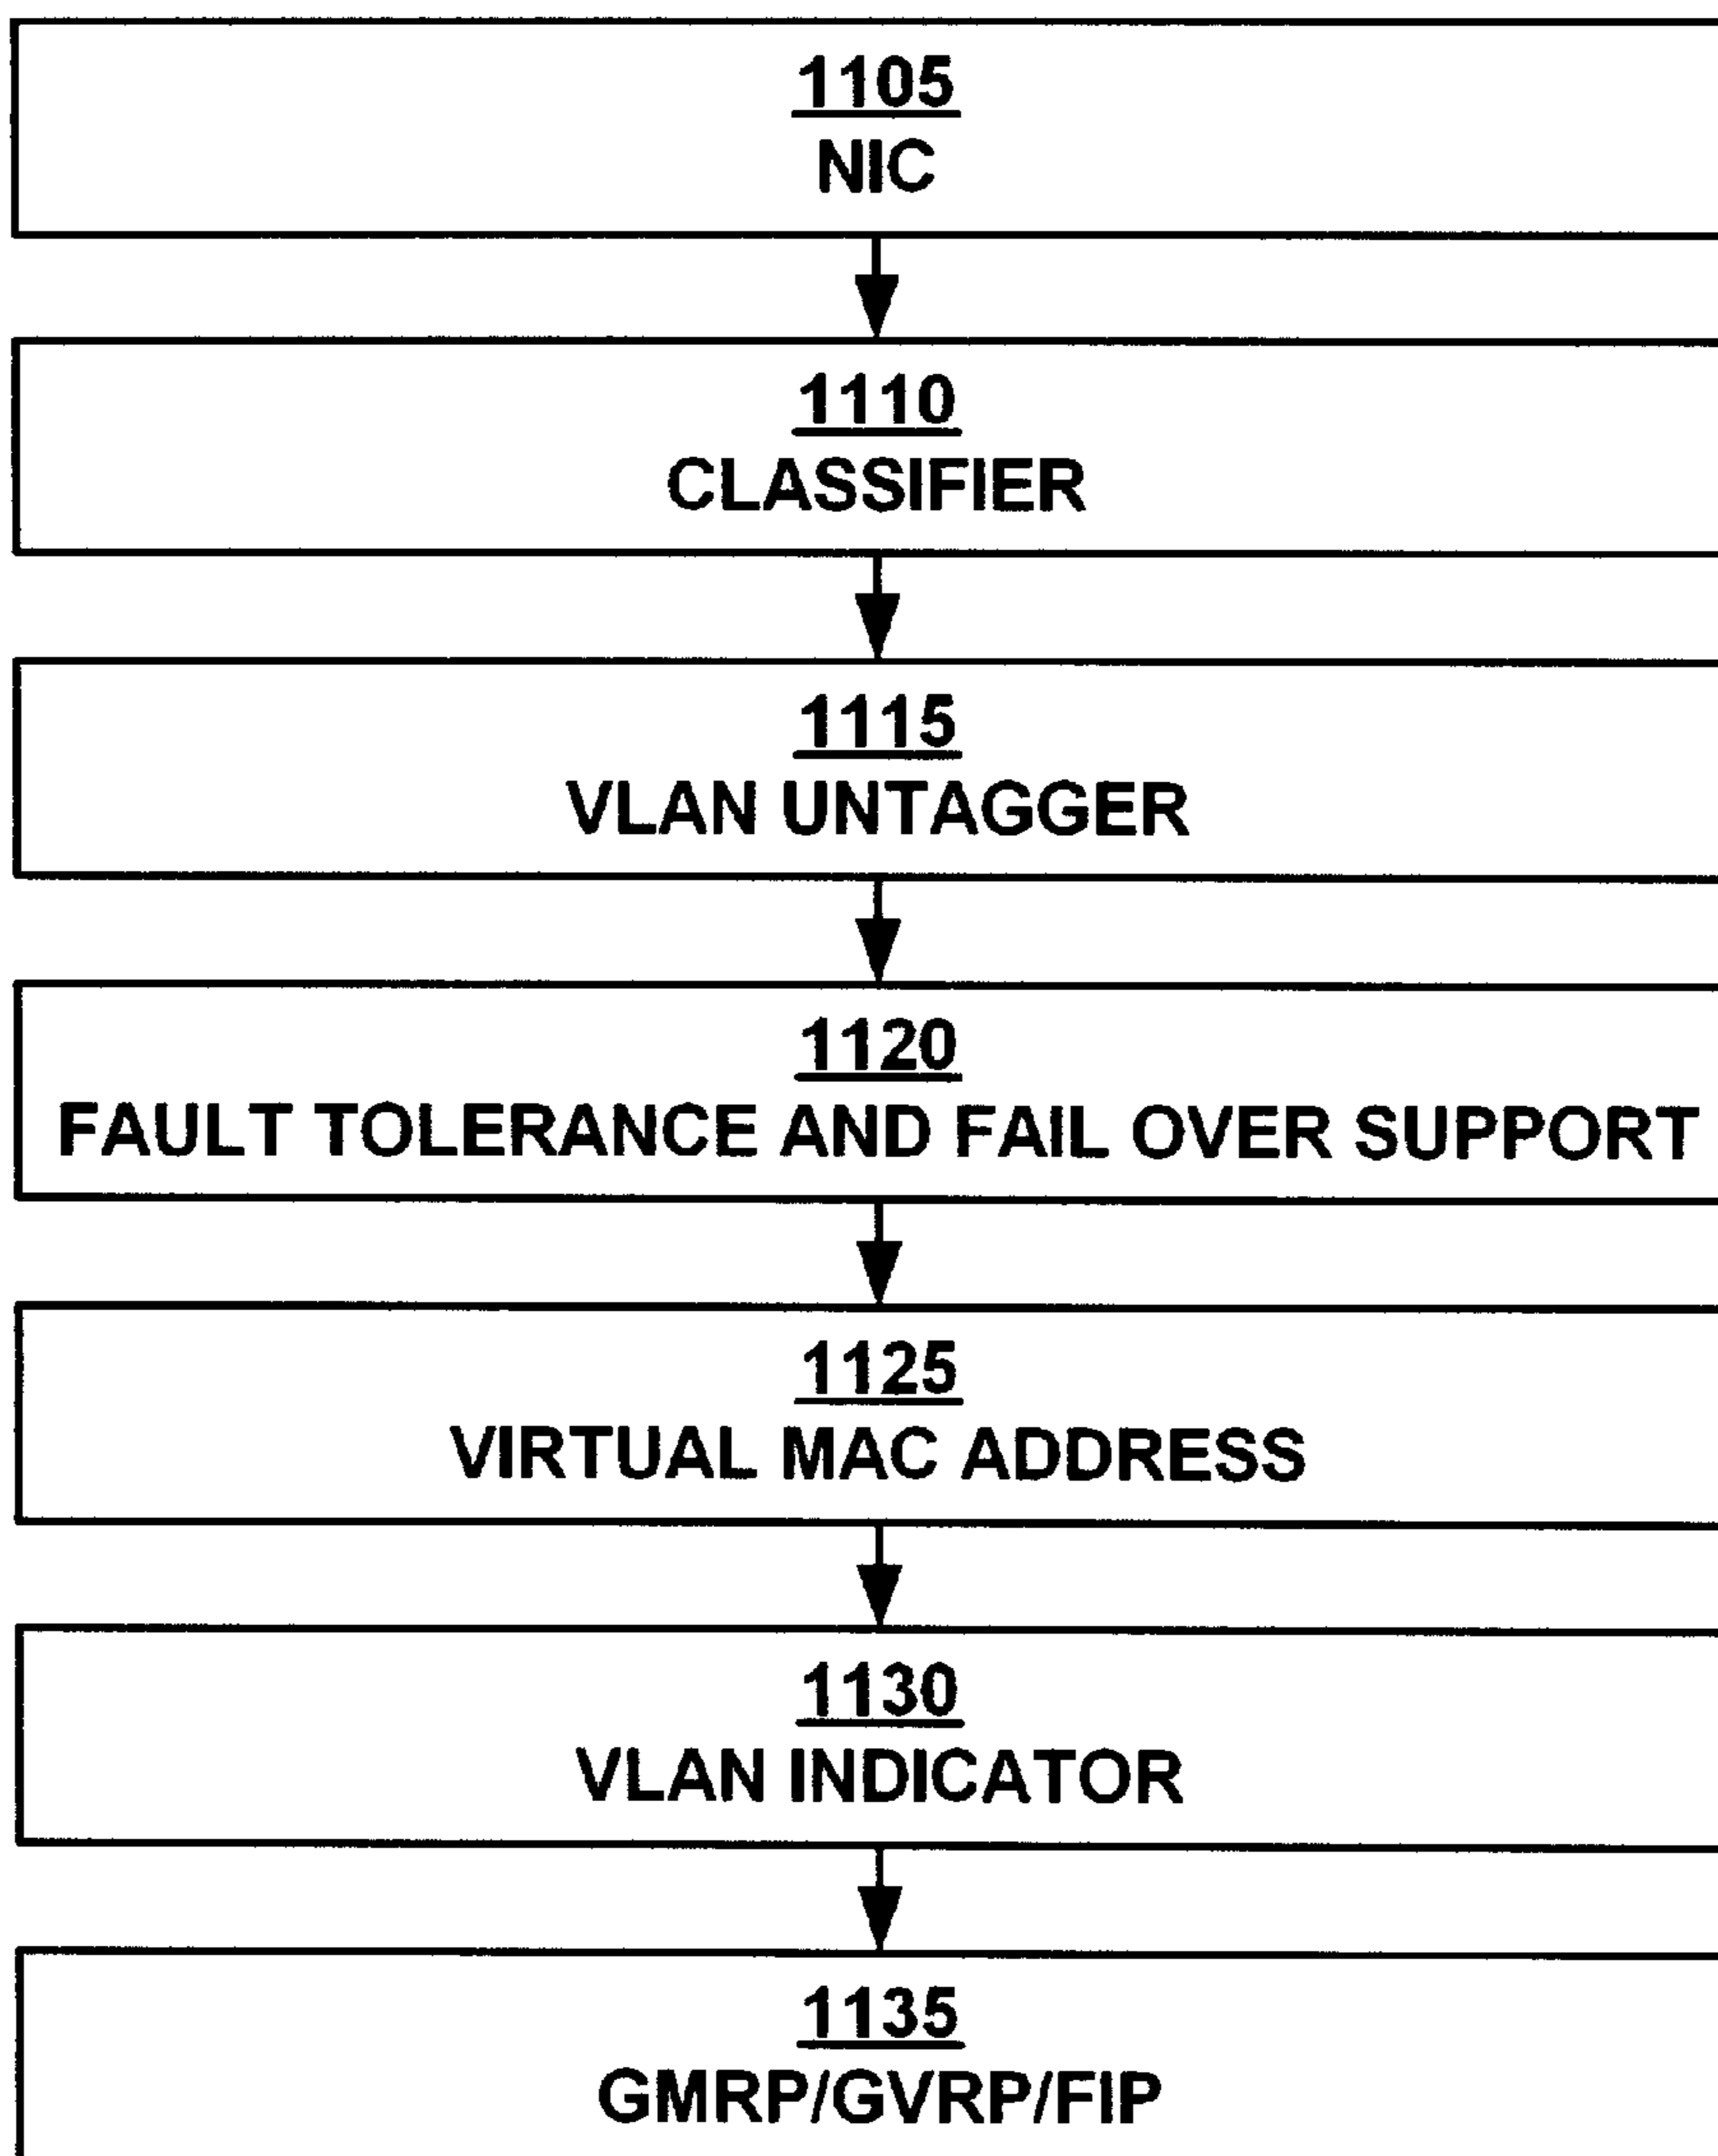 1105
NIC
1110
CLASSIFIER
1115
VLAN UNTAGGER
1120
FAULT TOLERANCE AND FAIL OVER SUPPORT
1125
VIRTUAL MAC ADDRESS
1130
VLAN INDICATOR
1135
GMRP/GVRP/FIP